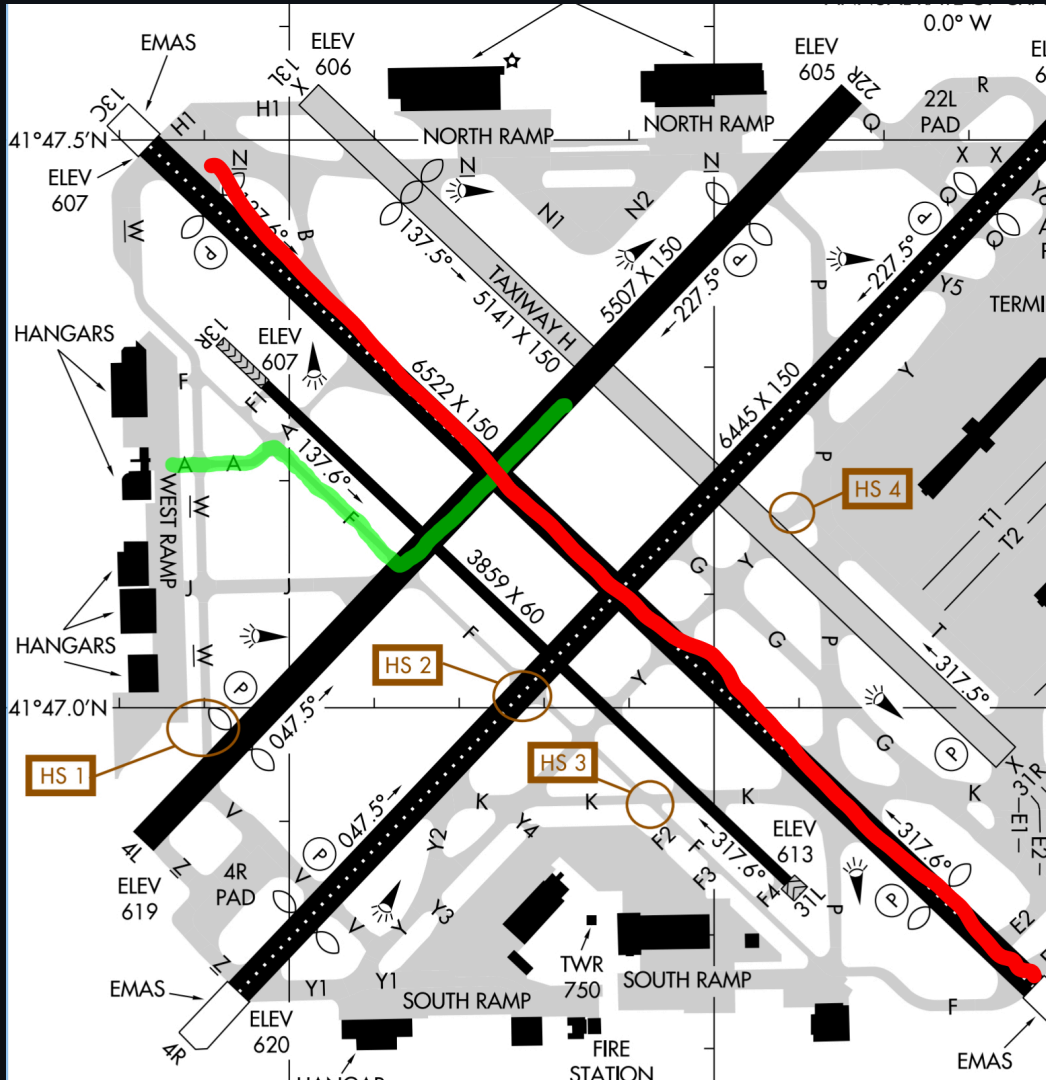 0.0° W
EMAS
ELEV
606
13L
X
ELEV
605
22R
13C
H1
H1
Q
22L
PAD
R
41°47.5'N
NORTH RAMP
NORTH RAMP
X
X
ELEV
607
N
N
N1
N2
Q
Q
W
P
P
P
B
137.5°
TAXIWAY H
5141 X 150
5507 X 150
227.5°
227.5°
Y5
P
TERMI
13R
ELEV
607
HANGARS
F
F1
6522 X 150
6445 X 150
Y
A
137.6°
A
A
P
HS 4
WEST RAMP
W
F
T1
T2
J
J
3859 X 60
G
Y
F
G
P
T
HANGARS
W
HS 2
Y
317.5°
P
41°47.0'N
047.5°
G
P
HS 1
HS 3
X
31R
K
K
K
K
E1
E2
V
047.5°
P
Y2
Y4
F2
F
317.6°
ELEV
613
317.6°
4L
Z
F3
F4
31L
P
P
ELEV
619
4R
PAD
V
V
Y
Y3
E2
Z
TWR
750
SOUTH RAMP
EMAS
Y1
Y1
SOUTH RAMP
F
4R
ELEV
620
FIRE
STATION
EMAS